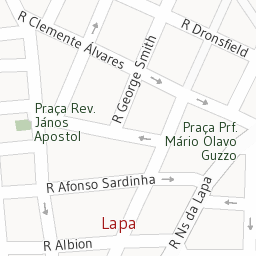 R Dronsfield
R Clemente Álvares
R George Smith
Praça Rev.
János
Apostol
Praça Prf.
Mário Olavo
Guzzo
R Afonso Sardinha
R Ns da Lapa
Lapa
R Albion